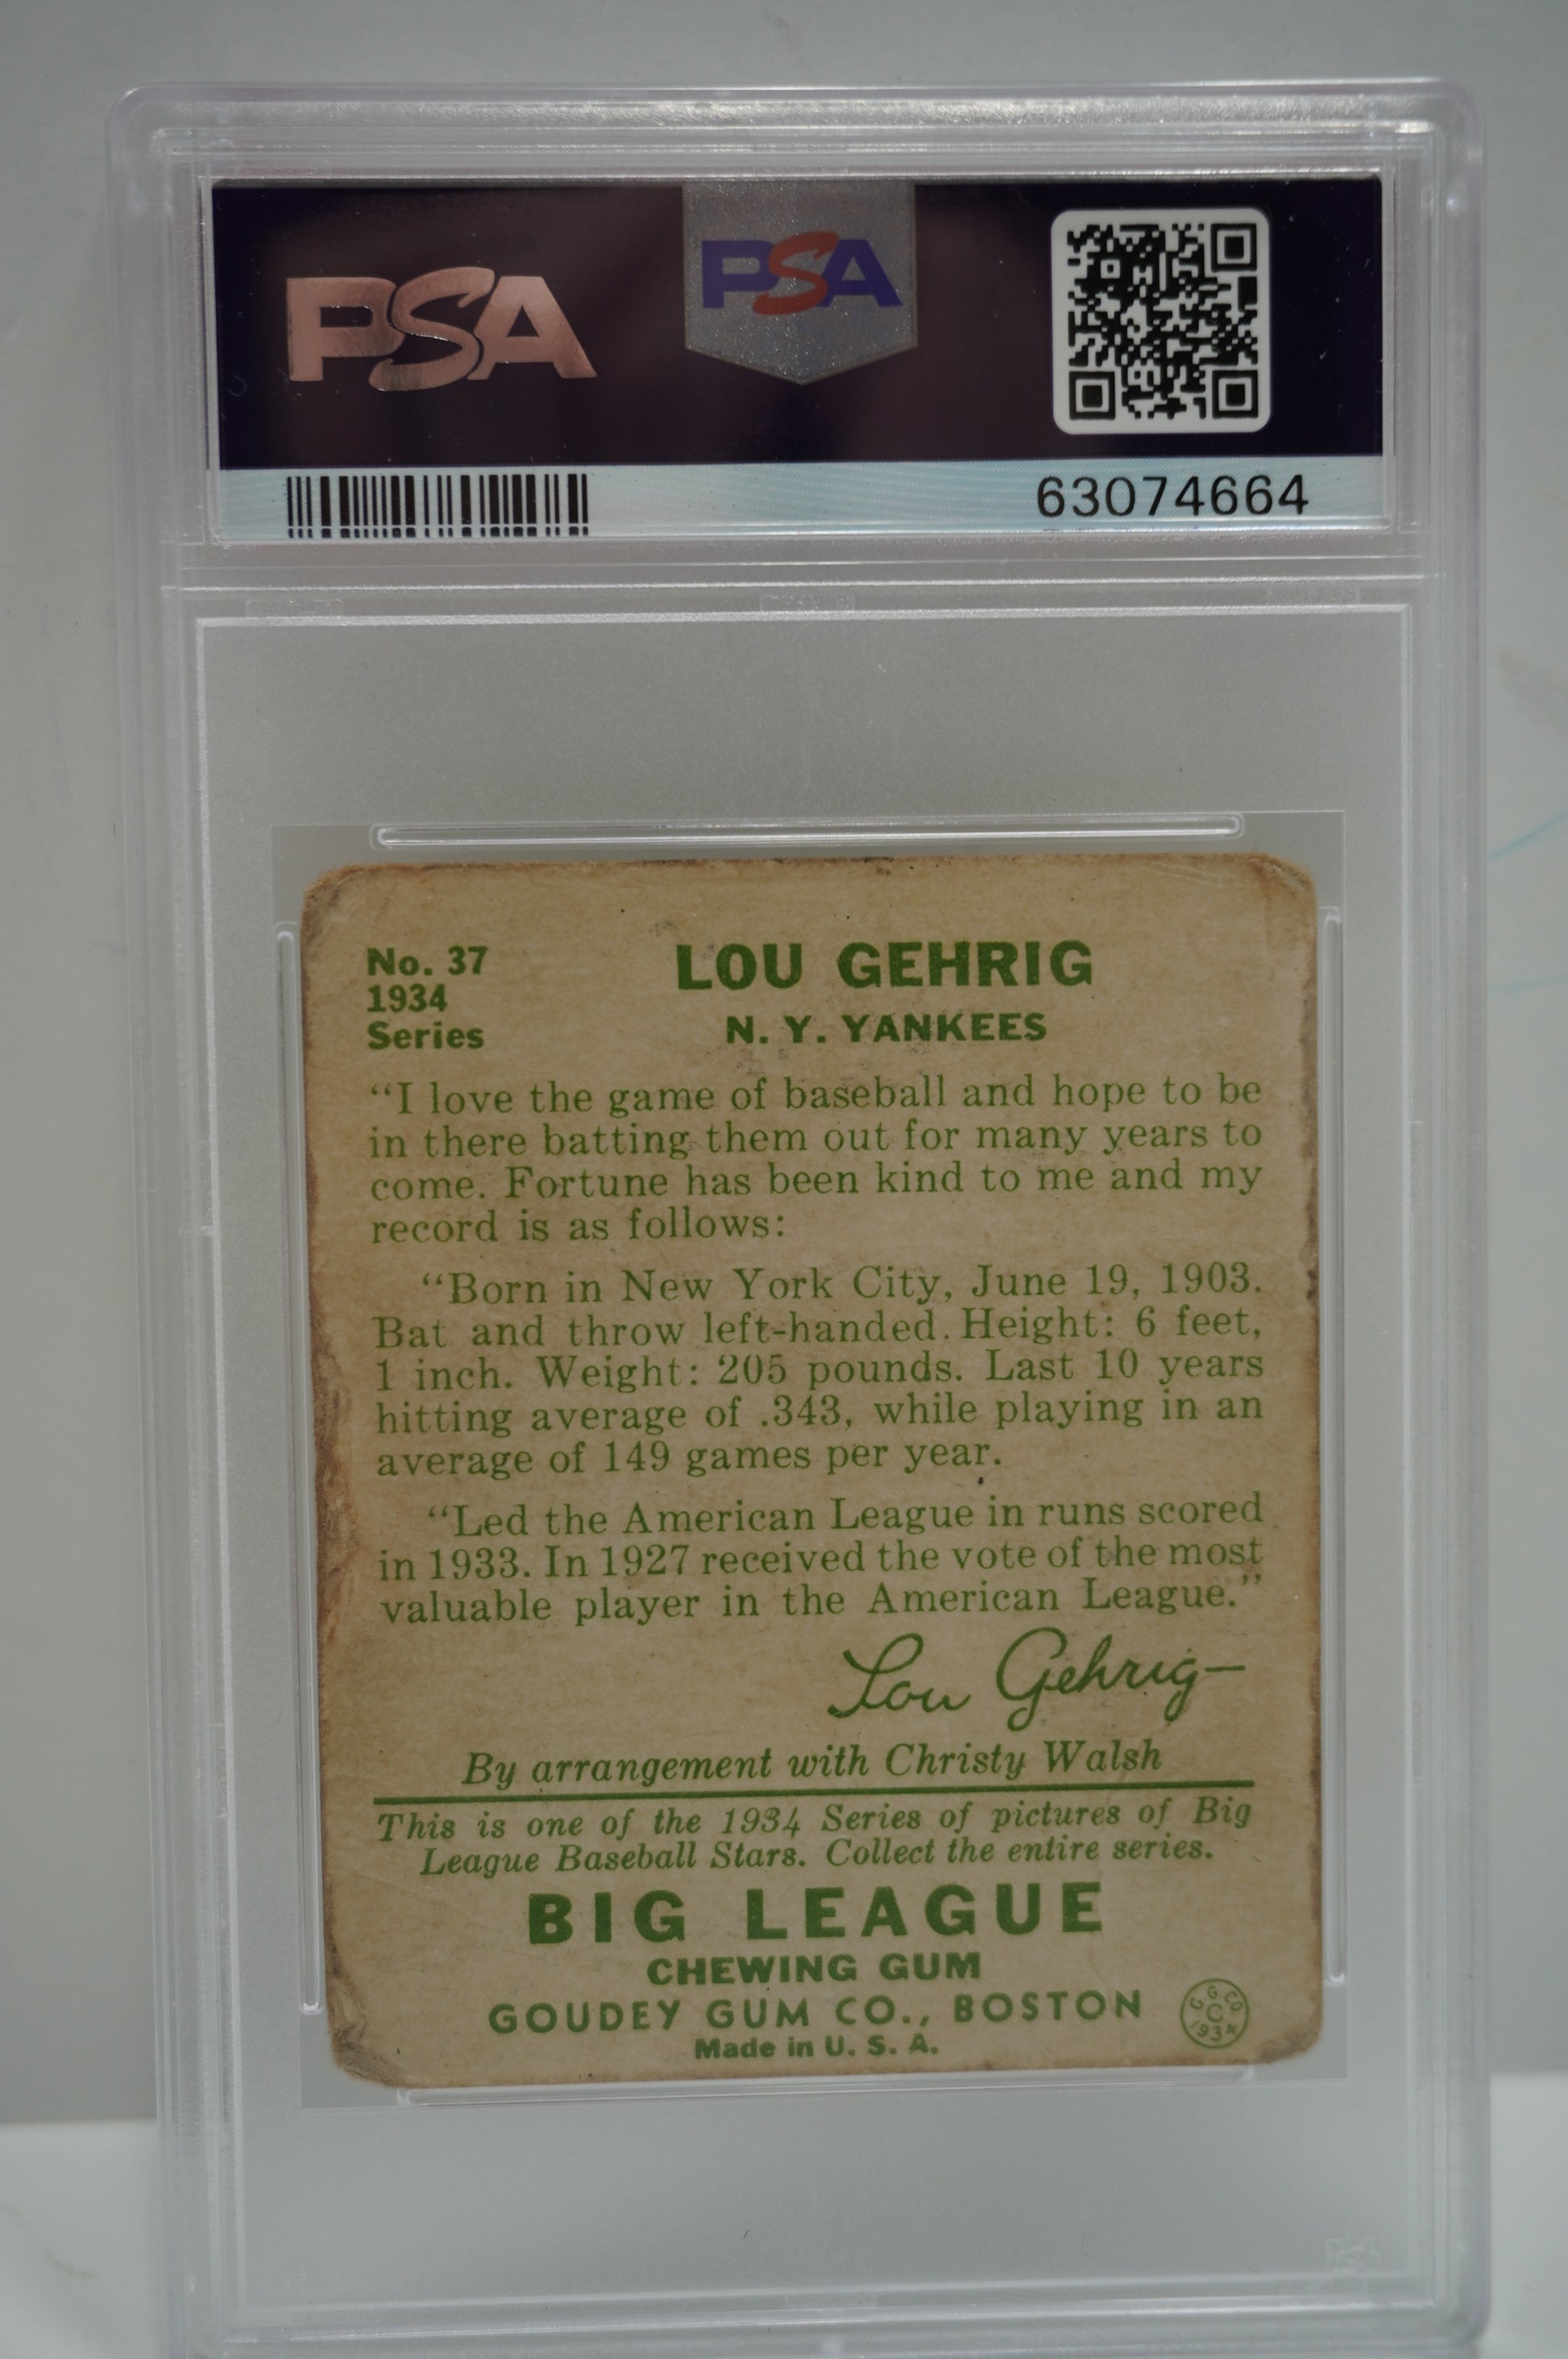 PSA
PSA
63074664
No. 37
1934
Series
LOU GEHRIG
N. Y. YANKEES
“I love the game of baseball and hope to be
in there batting them out for many years to
come. Fortune has been kind to me and my
record is as follows:
“Born in New York City, June 19, 1903.
Bat and throw left-handed. Height: 6 feet,
1 inch. Weight: 205 pounds. Last 10 years
hitting average of .343, while playing in an
average of 149 games per year.
“Led the American League in runs scored
in 1933. In 1927 received the vote of the most
valuable player in the American League.”
Lou Gehrig
By arrangement with Christy Walsh
This is one of the 1934 Series of pictures of Big
League Baseball Stars. Collect the entire series.
BIG LEAGUE
CHEWING GUM
GOUDEY GUM CO., BOSTON
Made in U. S. A.
G. G. CO.
C
1934
PSA